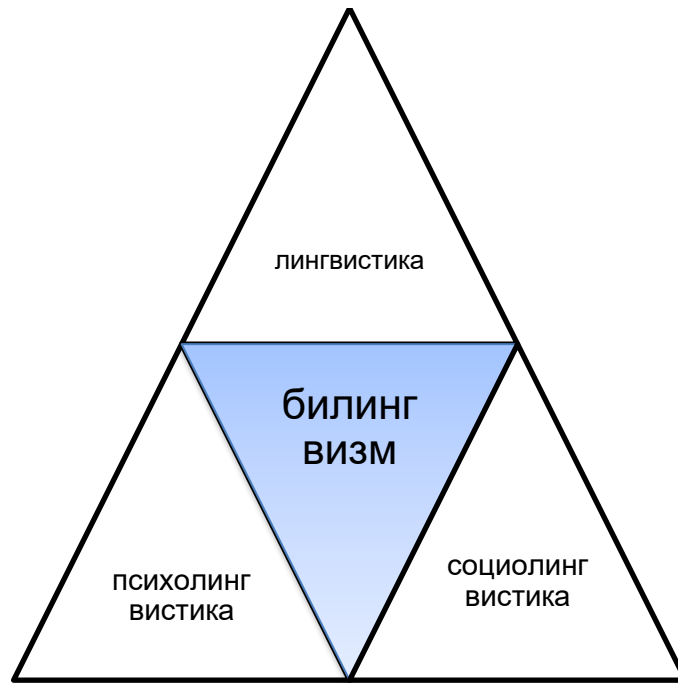 лингвистика
билинг
визм
психолинг
вистика
социолинг
вистика